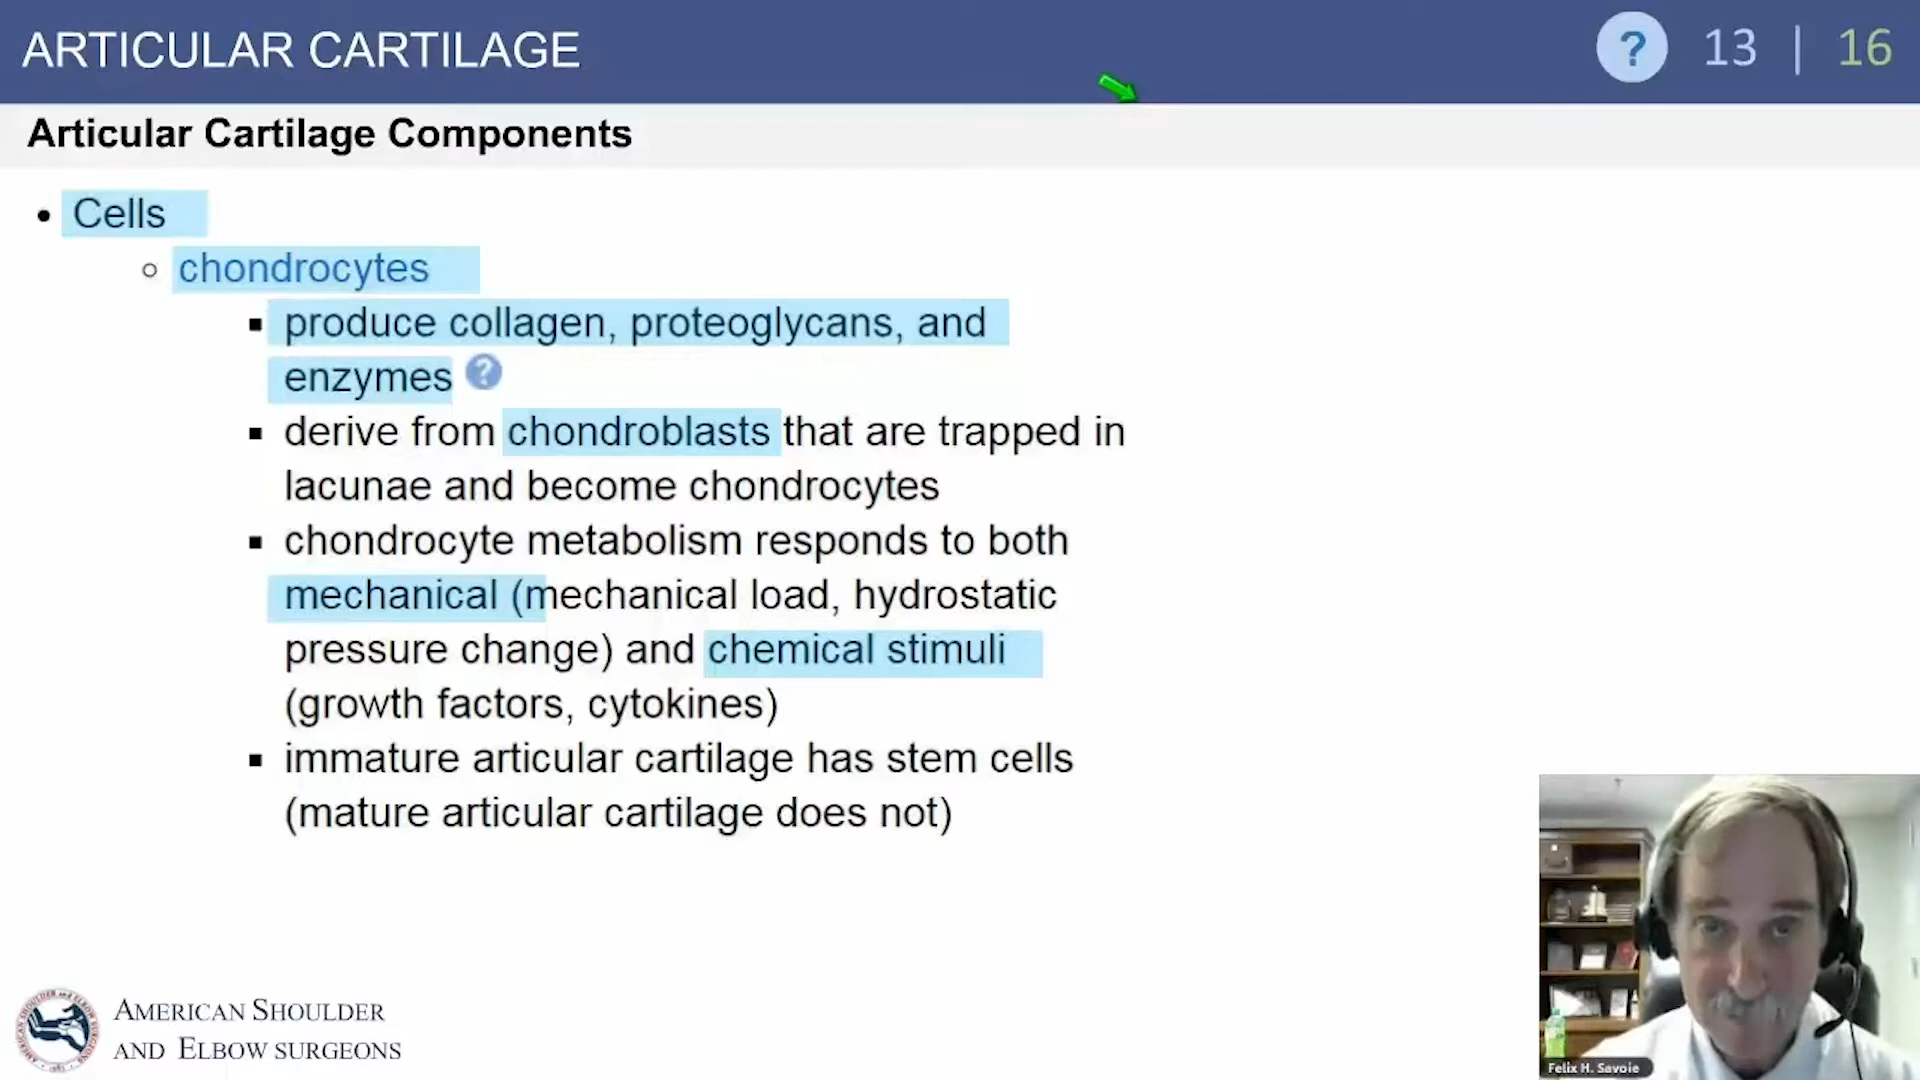 ARTICULAR CARTILAGE
? 13 | 16
Articular Cartilage Components
Cells
chondrocytes
produce collagen, proteoglycans, and
enzymes ?
derive from chondroblasts that are trapped in
lacunae and become chondrocytes
chondrocyte metabolism responds to both
mechanical (mechanical load, hydrostatic
pressure change) and chemical stimuli
(growth factors, cytokines)
immature articular cartilage has stem cells
(mature articular cartilage does not)
AMERICAN SHOULDER
AND ELBOW SURGEONS
Felix H. Savoie